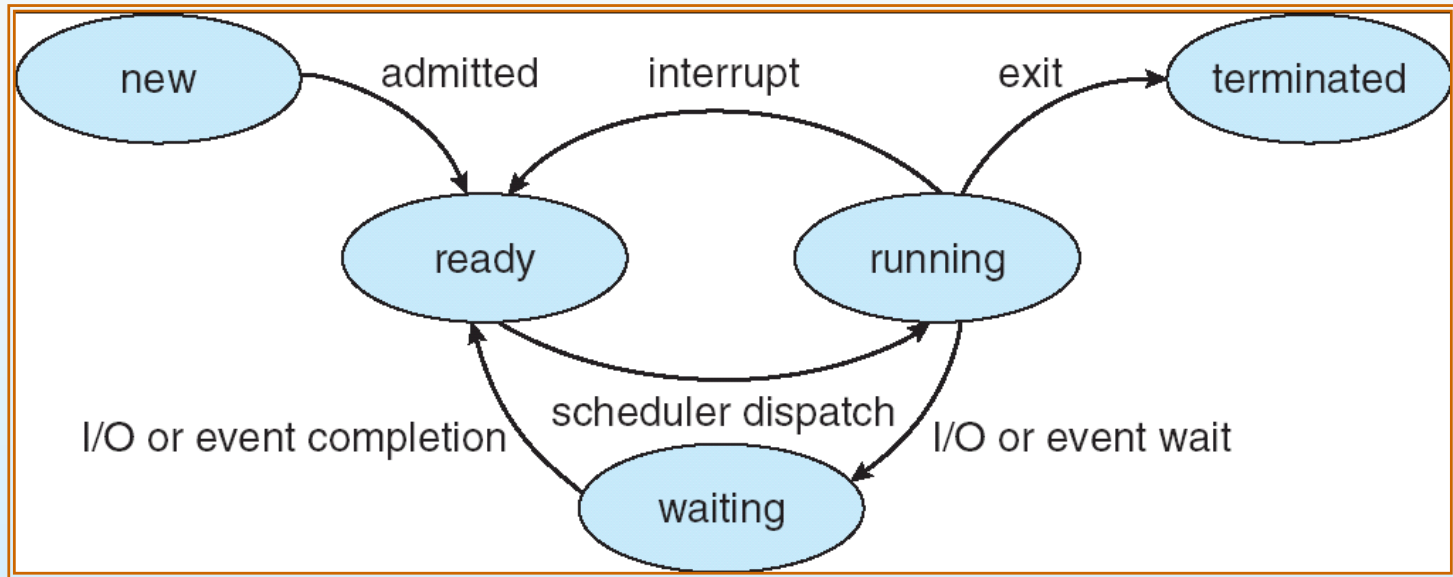 new
admitted
interrupt
exit
terminated
ready
running
scheduler dispatch
I/O or event completion
I/O or event wait
waiting